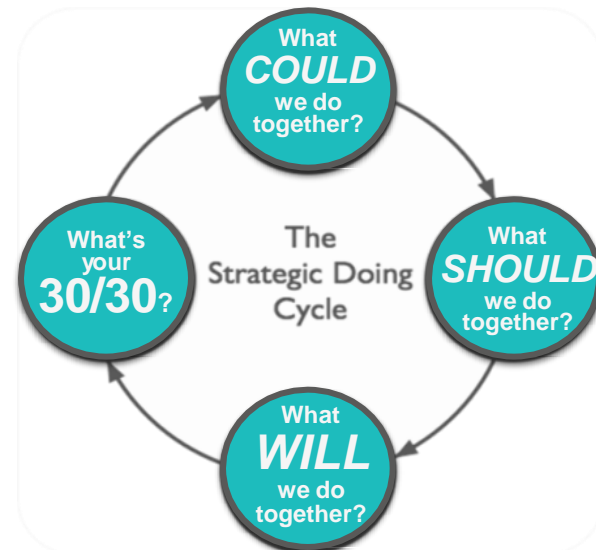 What
COULD
we do
together?
What
SHOULD
we do
together?
What
WILL
we do
together?
What's
your
30/30?
The
Strategic Doing
Cycle